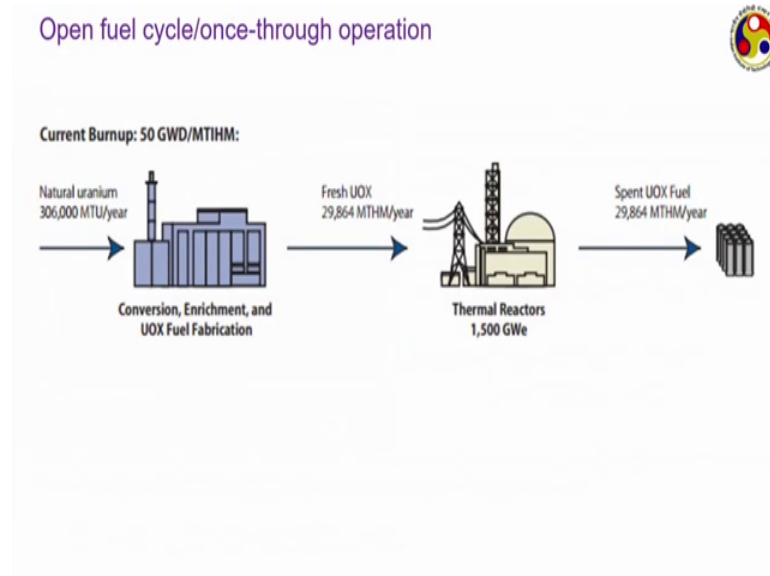 Open fuel cycle/once-through operation
Current Burnup: 50 GWD/MTIHM:
Natural uranium
306,000 MTU/year
Fresh UOX
29,864 MTHM/year
Spent UOX Fuel
29,864 MTHM/year
Conversion, Enrichment, and
UOX Fuel Fabrication
Thermal Reactors
1,500 GWe